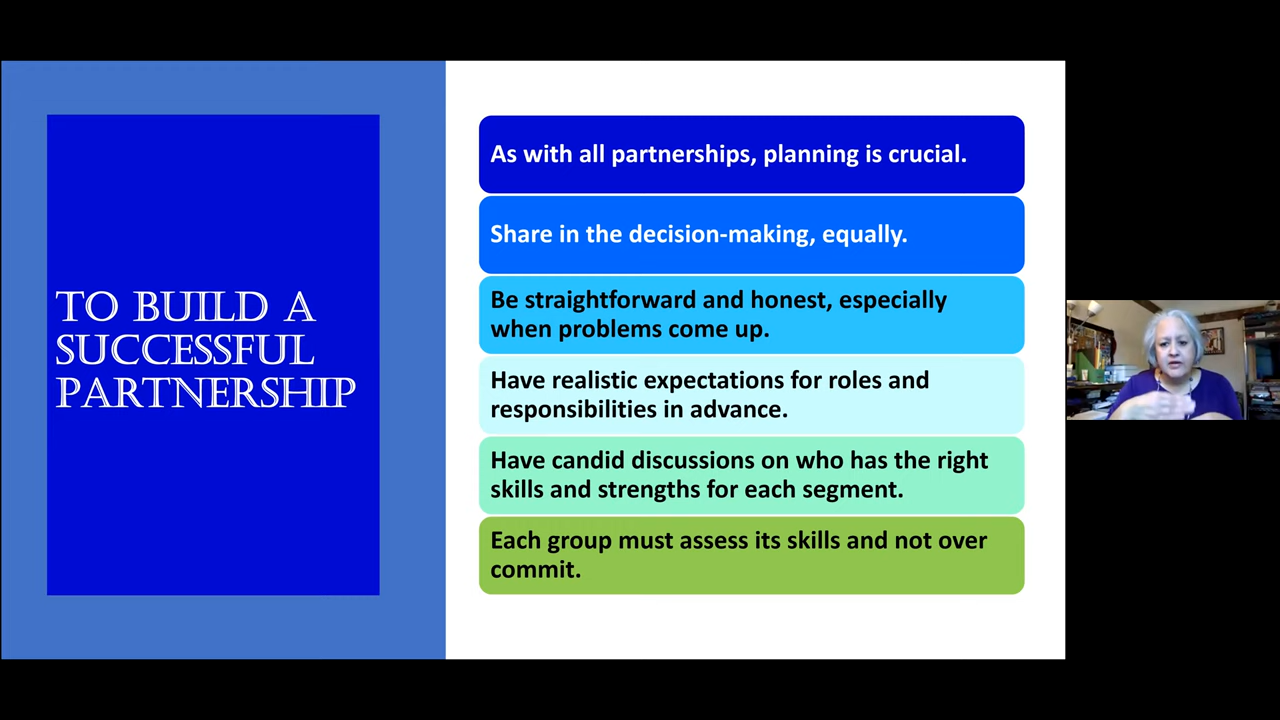 TO BUILD A
SUCCESSFUL
PARTNERSHIP
As with all partnerships, planning is crucial.
Share in the decision-making, equally.
Be straightforward and honest, especially
when problems come up.
Have realistic expectations for roles and
responsibilities in advance.
Have candid discussions on who has the right
skills and strengths for each segment.
Each group must assess its skills and not over
commit.